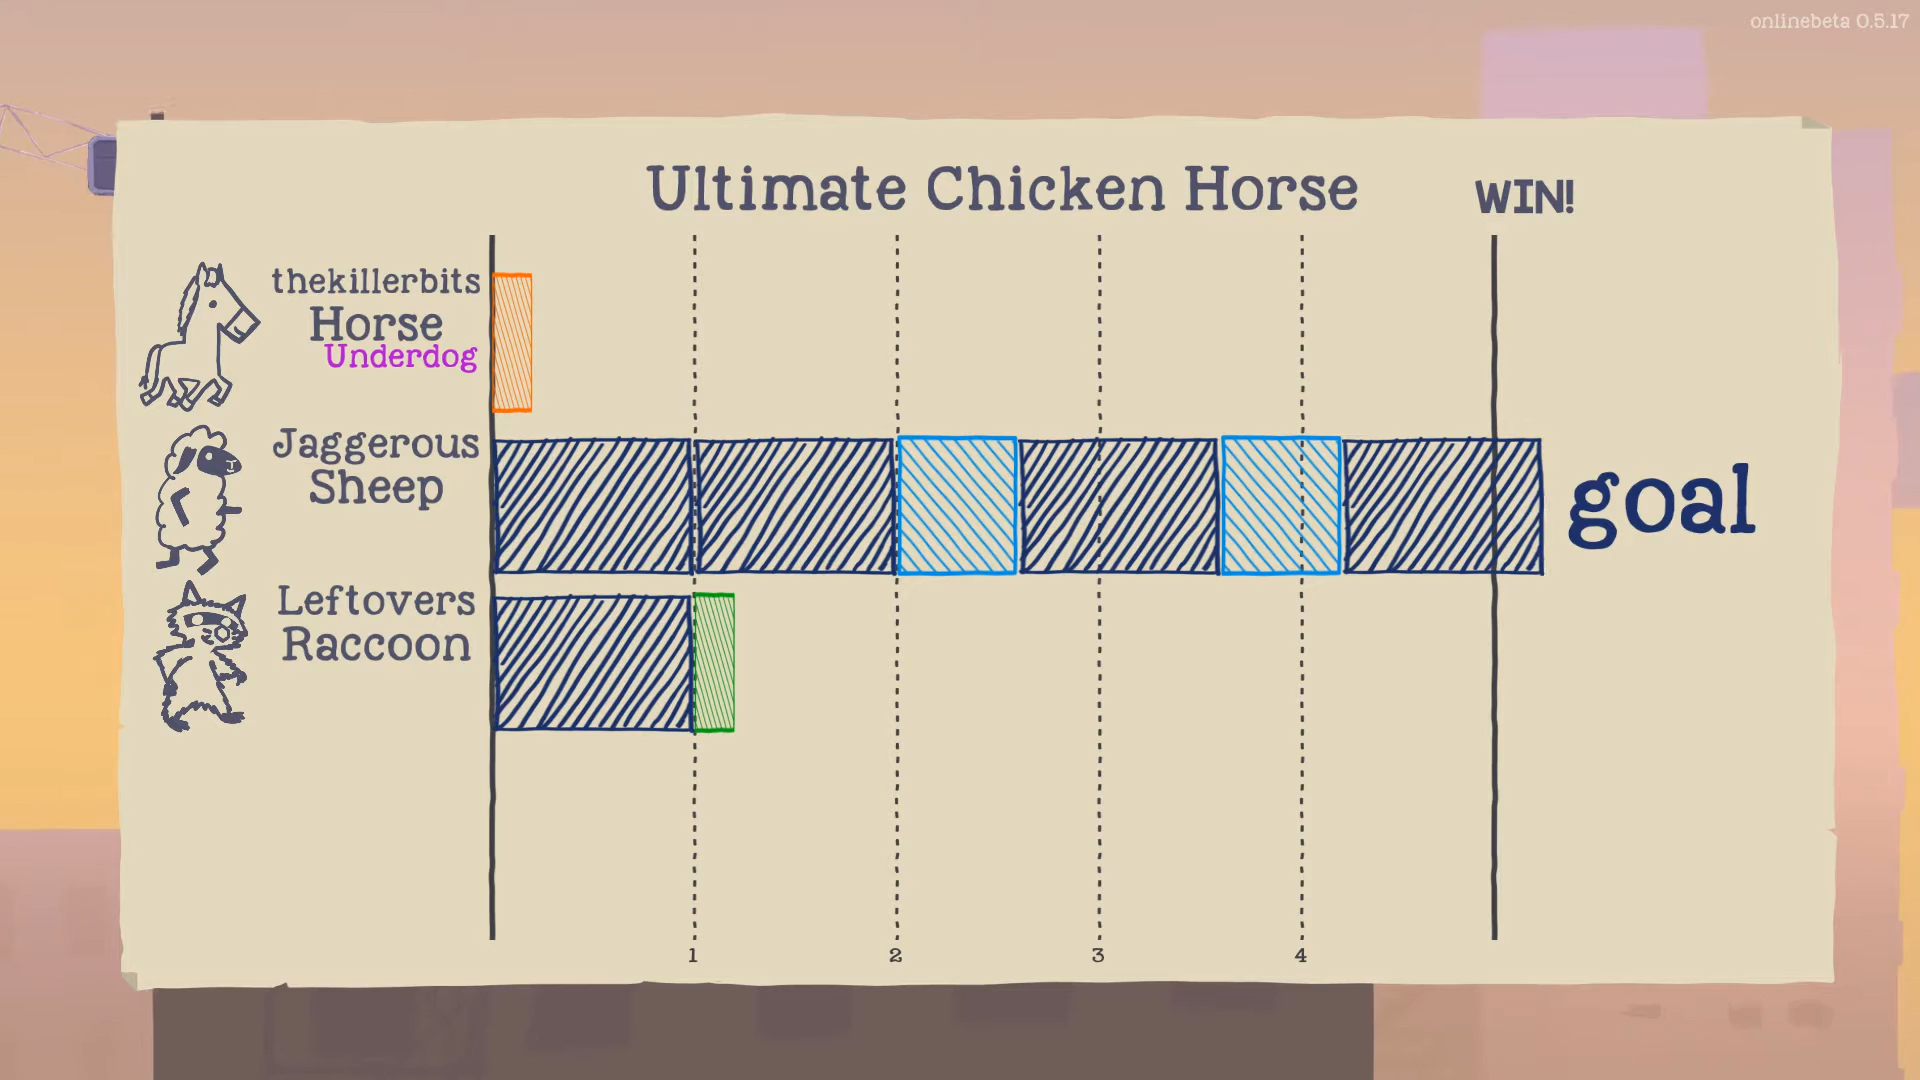 onlinebeta 0.5.17
Ultimate Chicken Horse
WIN!
thekillerbits
Horse
Underdog
Jaggerous
Sheep
goal
Leftovers
Raccoon
1 2 3 4